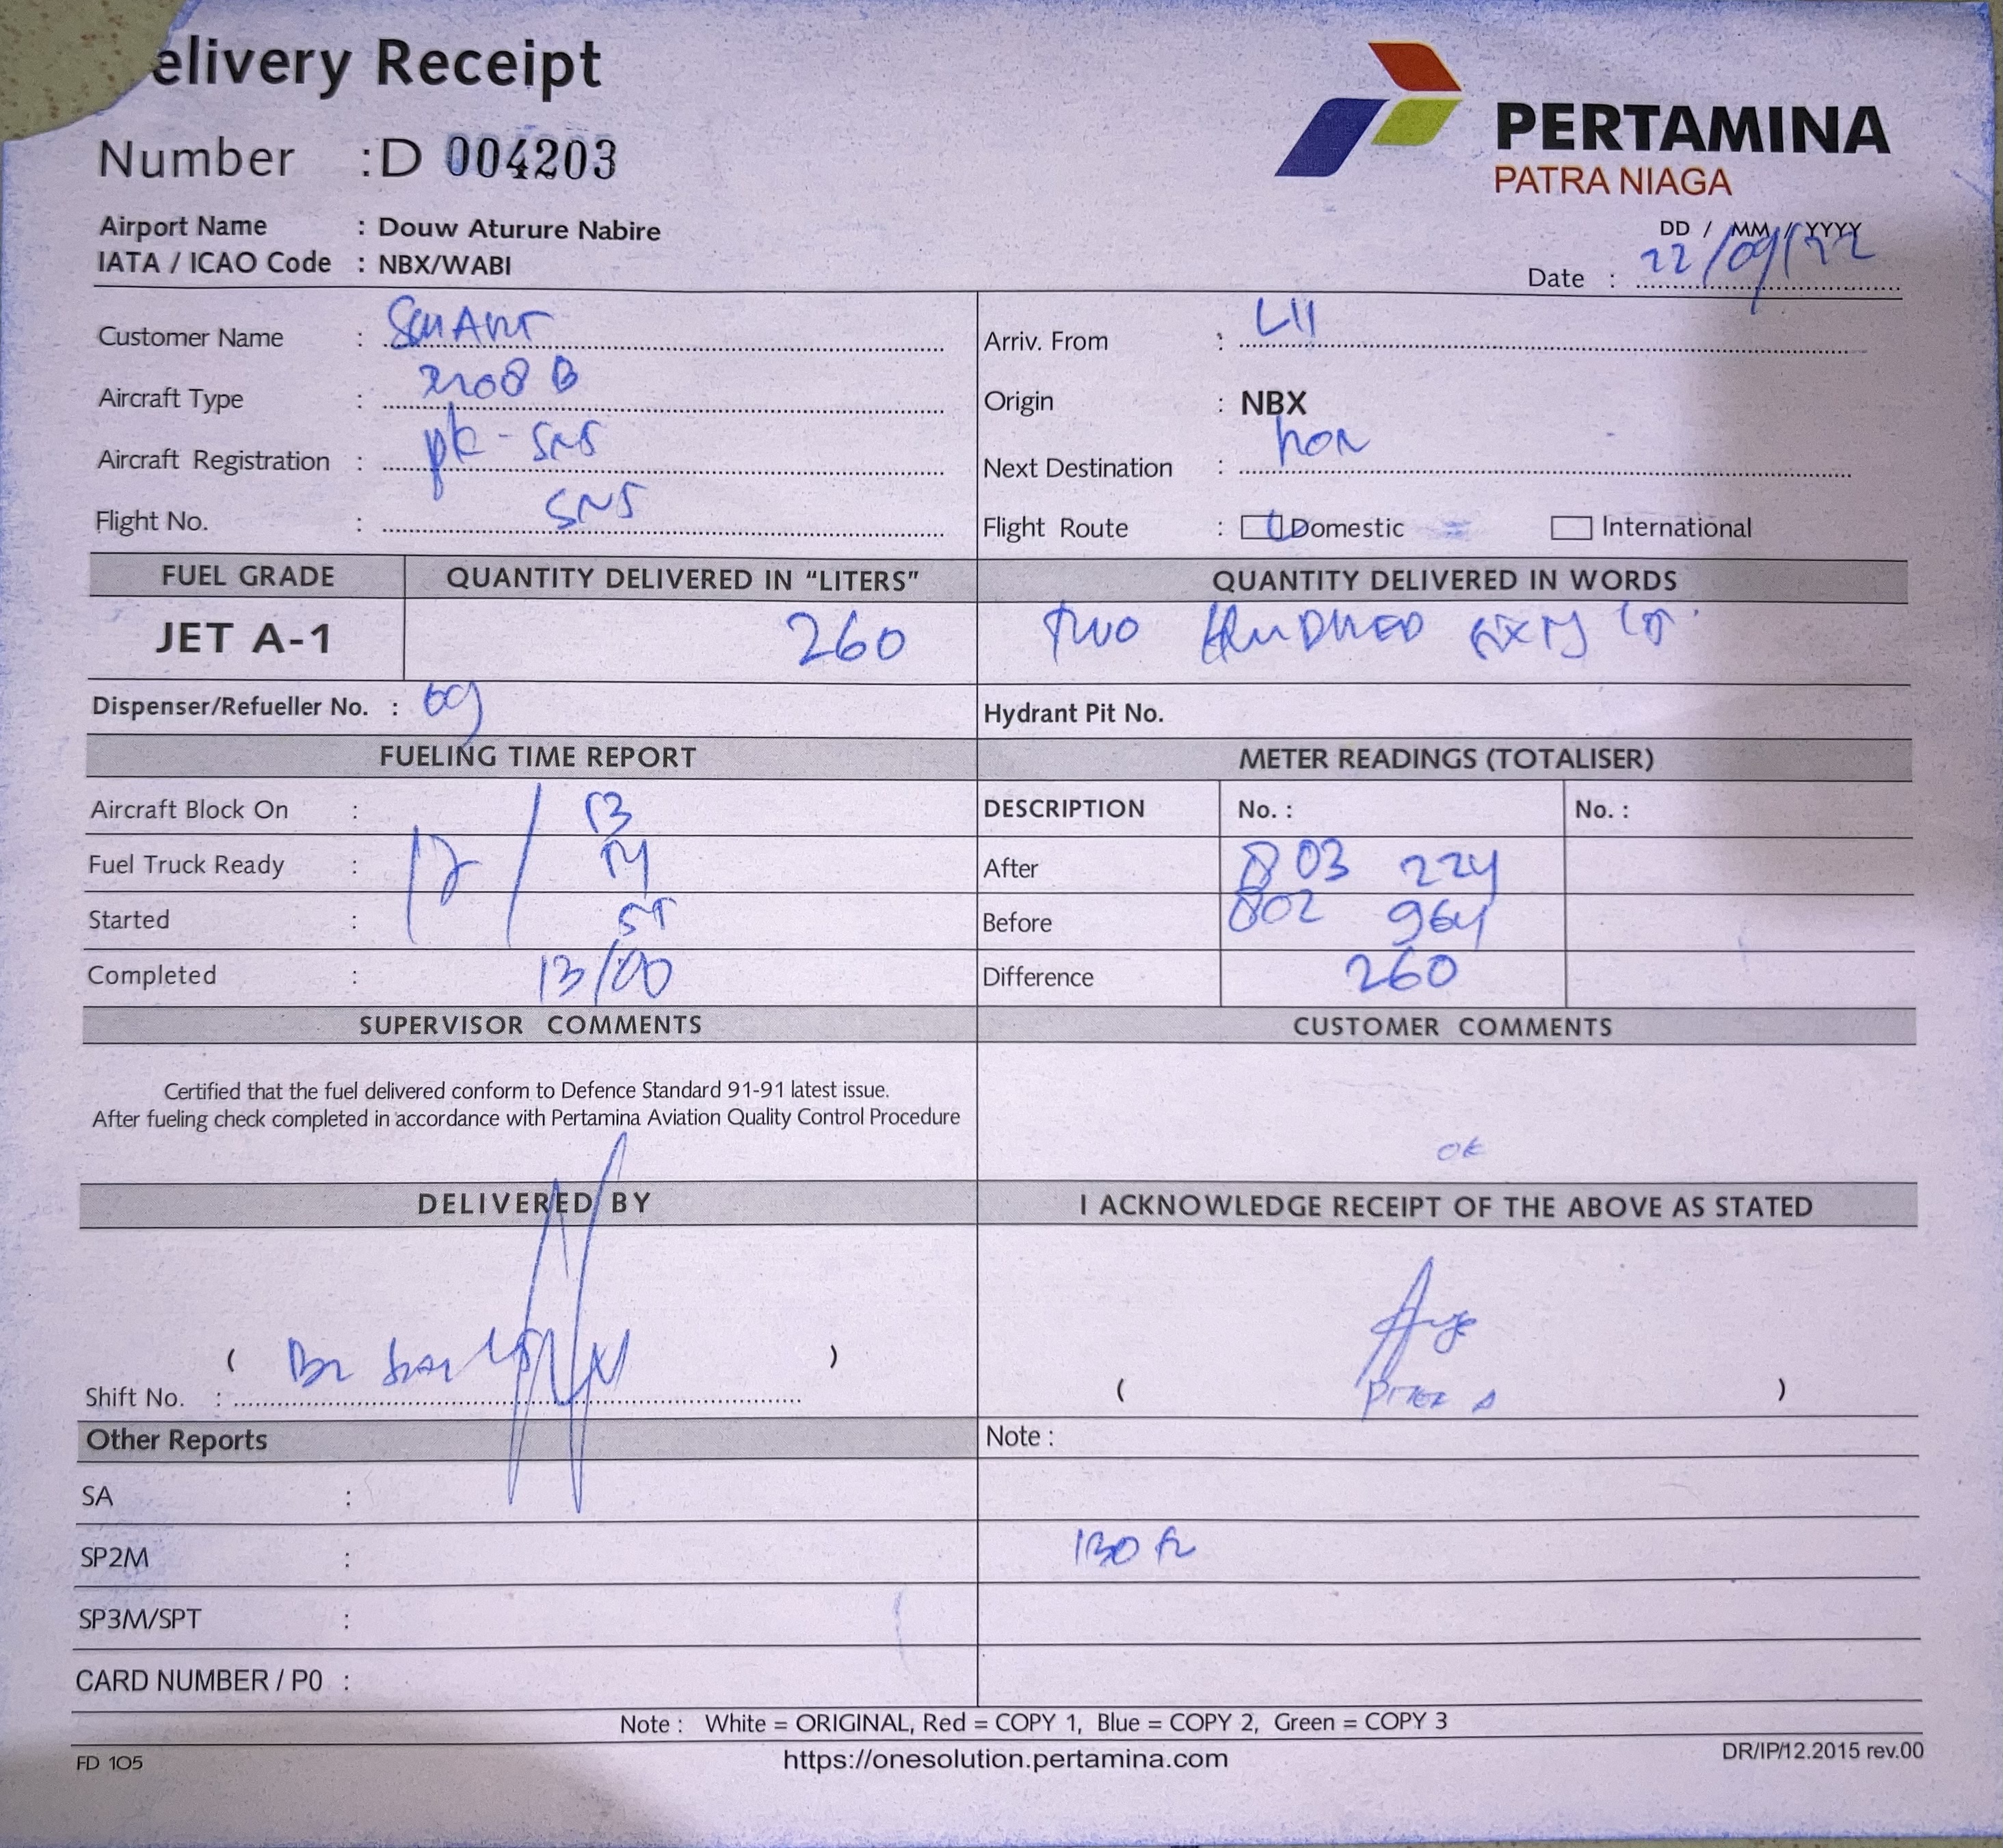 elivery Receipt
PERTAMINA
PATRA NIAGA
Number : D 004203
Airport Name : Douw Aturure Nabire
IATA / ICAO Code : NBX/WABI
DD / MM / YYYY
Date : 22/09/22
Customer Name :
Arriv. From :
Aircraft Type :
Origin : NBX
Aircraft Registration : PK-SNS
Next Destination :
Flight No. : SNS
Flight Route : Domestic International
FUEL GRADE QUANTITY DELIVERED IN "LITERS" QUANTITY DELIVERED IN WORDS
JET A-1 260 TWO HUNDRED SIXTY
Dispenser/Refueller No. : 09
Hydrant Pit No.
FUELING TIME REPORT METER READINGS (TOTALISER)
Aircraft Block On :
DESCRIPTION No. : No. :
Fuel Truck Ready :
After 803 224
Started :
Before 802 964
Completed : 13/00
Difference 260
SUPERVISOR COMMENTS CUSTOMER COMMENTS
Certified that the fuel delivered conform to Defence Standard 91-91 latest issue.
After fueling check completed in accordance with Pertamina Aviation Quality Control Procedure
OK
DELIVERED BY I ACKNOWLEDGE RECEIPT OF THE ABOVE AS STATED
( )
Shift No. :
( )
Other Reports
Note :
SA :
SP2M :
130
SP3M/SPT :
CARD NUMBER / P0 :
Note : White = ORIGINAL, Red = COPY 1, Blue = COPY 2, Green = COPY 3
FD 105 https://onesolution.pertamina.com DR/IP/12.2015 rev.00